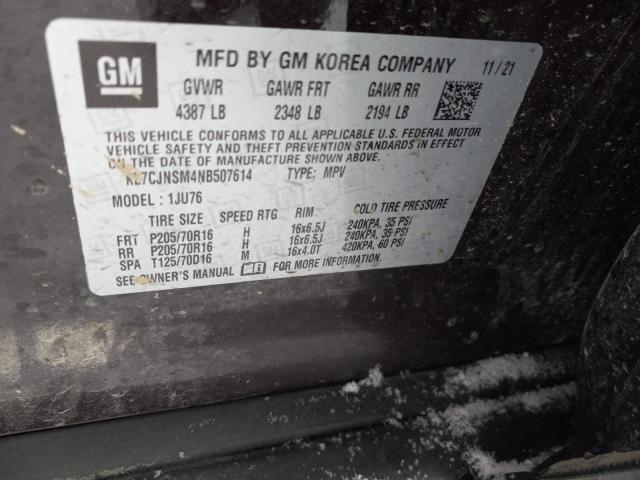 GM MFD BY GM KOREA COMPANY 11/21
GVWR GAWR FRT GAWR RR
4387 LB 2348 LB 2194 LB
THIS VEHICLE CONFORMS TO ALL APPLICABLE U.S. FEDERAL MOTOR
VEHICLE SAFETY AND THEFT PREVENTION STANDARDS IN EFFECT
ON THE DATE OF MANUFACTURE SHOWN ABOVE.
KL7CJNSM4NB507614 TYPE: MPV
MODEL: 1JU76
TIRE SIZE SPEED RTG RIM COLD TIRE PRESSURE
FRT P205/70R16 H 16x6.5J 240KPA, 35 PSI
RR P205/70R16 H 16x6.5J 240KPA, 35 PSI
SPA T125/70D16 M 16x4.0T 420KPA, 60 PSI
SEE OWNER'S MANUAL FOR MORE INFORMATION.